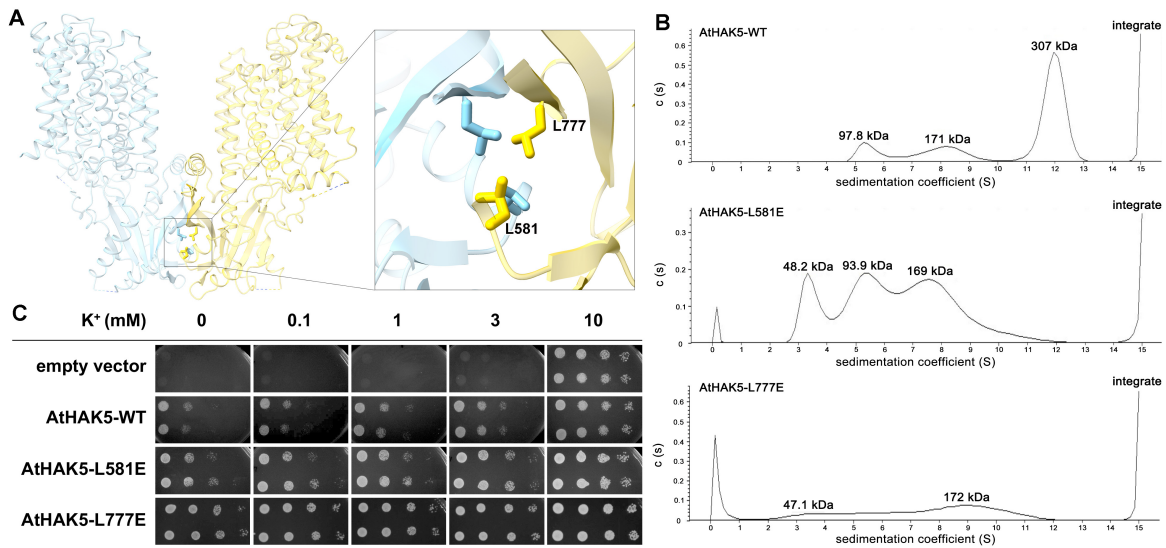 A
L777
L581
B
AtHAK5-WT
integrate
307 kDa
97.8 kDa
171 kDa
c (s)
0.6
0.5
0.4
0.3
0.2
0.1
0
0 1 2 3 4 5 6 7 8 9 10 11 12 13 14 15
sedimentation coefficient (S)
AtHAK5-L581E
integrate
48.2 kDa
93.9 kDa
169 kDa
c (s)
0.3
0.2
0.1
0
0 1 2 3 4 5 6 7 8 9 10 11 12 13 14 15
sedimentation coefficient (S)
AtHAK5-L777E
integrate
47.1 kDa
172 kDa
c (s)
0.6
0.5
0.4
0.3
0.2
0.1
0
0 1 2 3 4 5 6 7 8 9 10 11 12 13 14 15
sedimentation coefficient (S)
C
K⁺ (mM) 0 0.1 1 3 10
empty vector
AtHAK5-WT
AtHAK5-L581E
AtHAK5-L777E